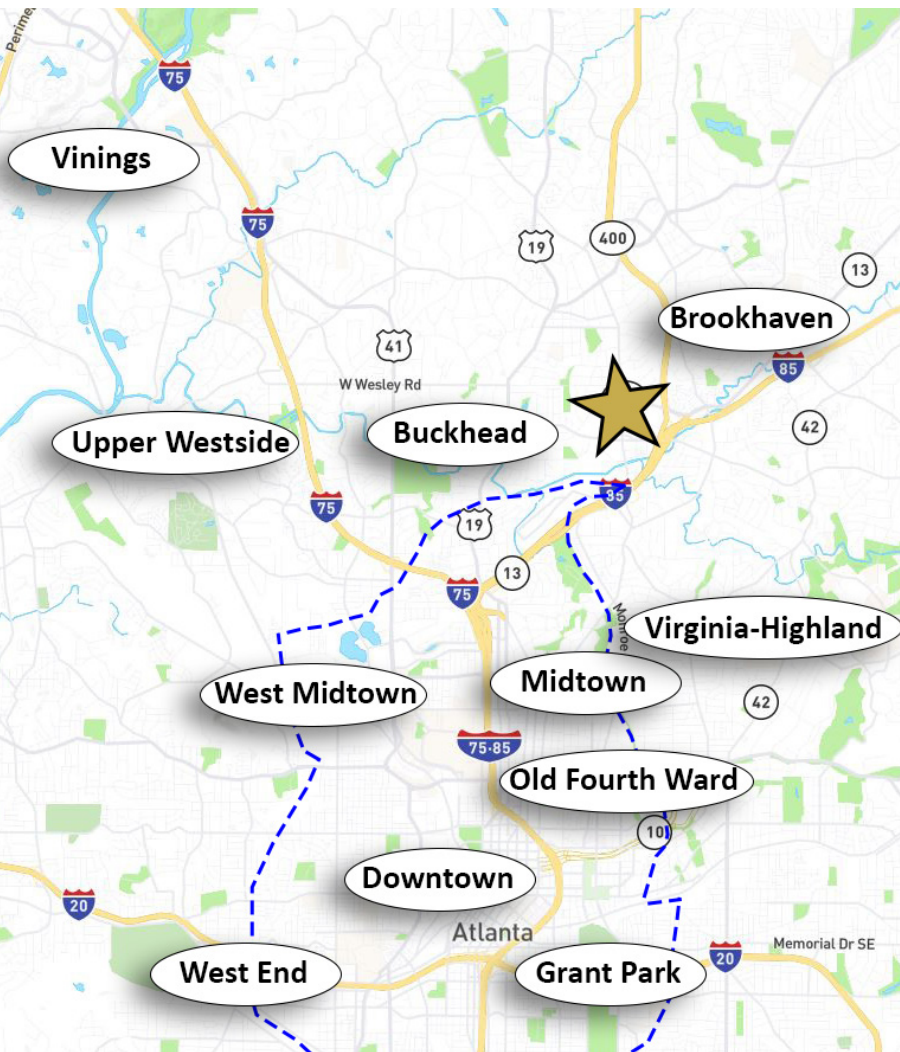 Perime
75
Vinings
75
19
400
13
Brookhaven
41
85
W Wesley Rd
42
Buckhead
Upper Westside
85
75
19
13
75
Monroe
Virginia-Highland
Midtown
West Midtown
42
75-85
Old Fourth Ward
10
Downtown
20
Atlanta
Memorial Dr SE
20
West End
Grant Park